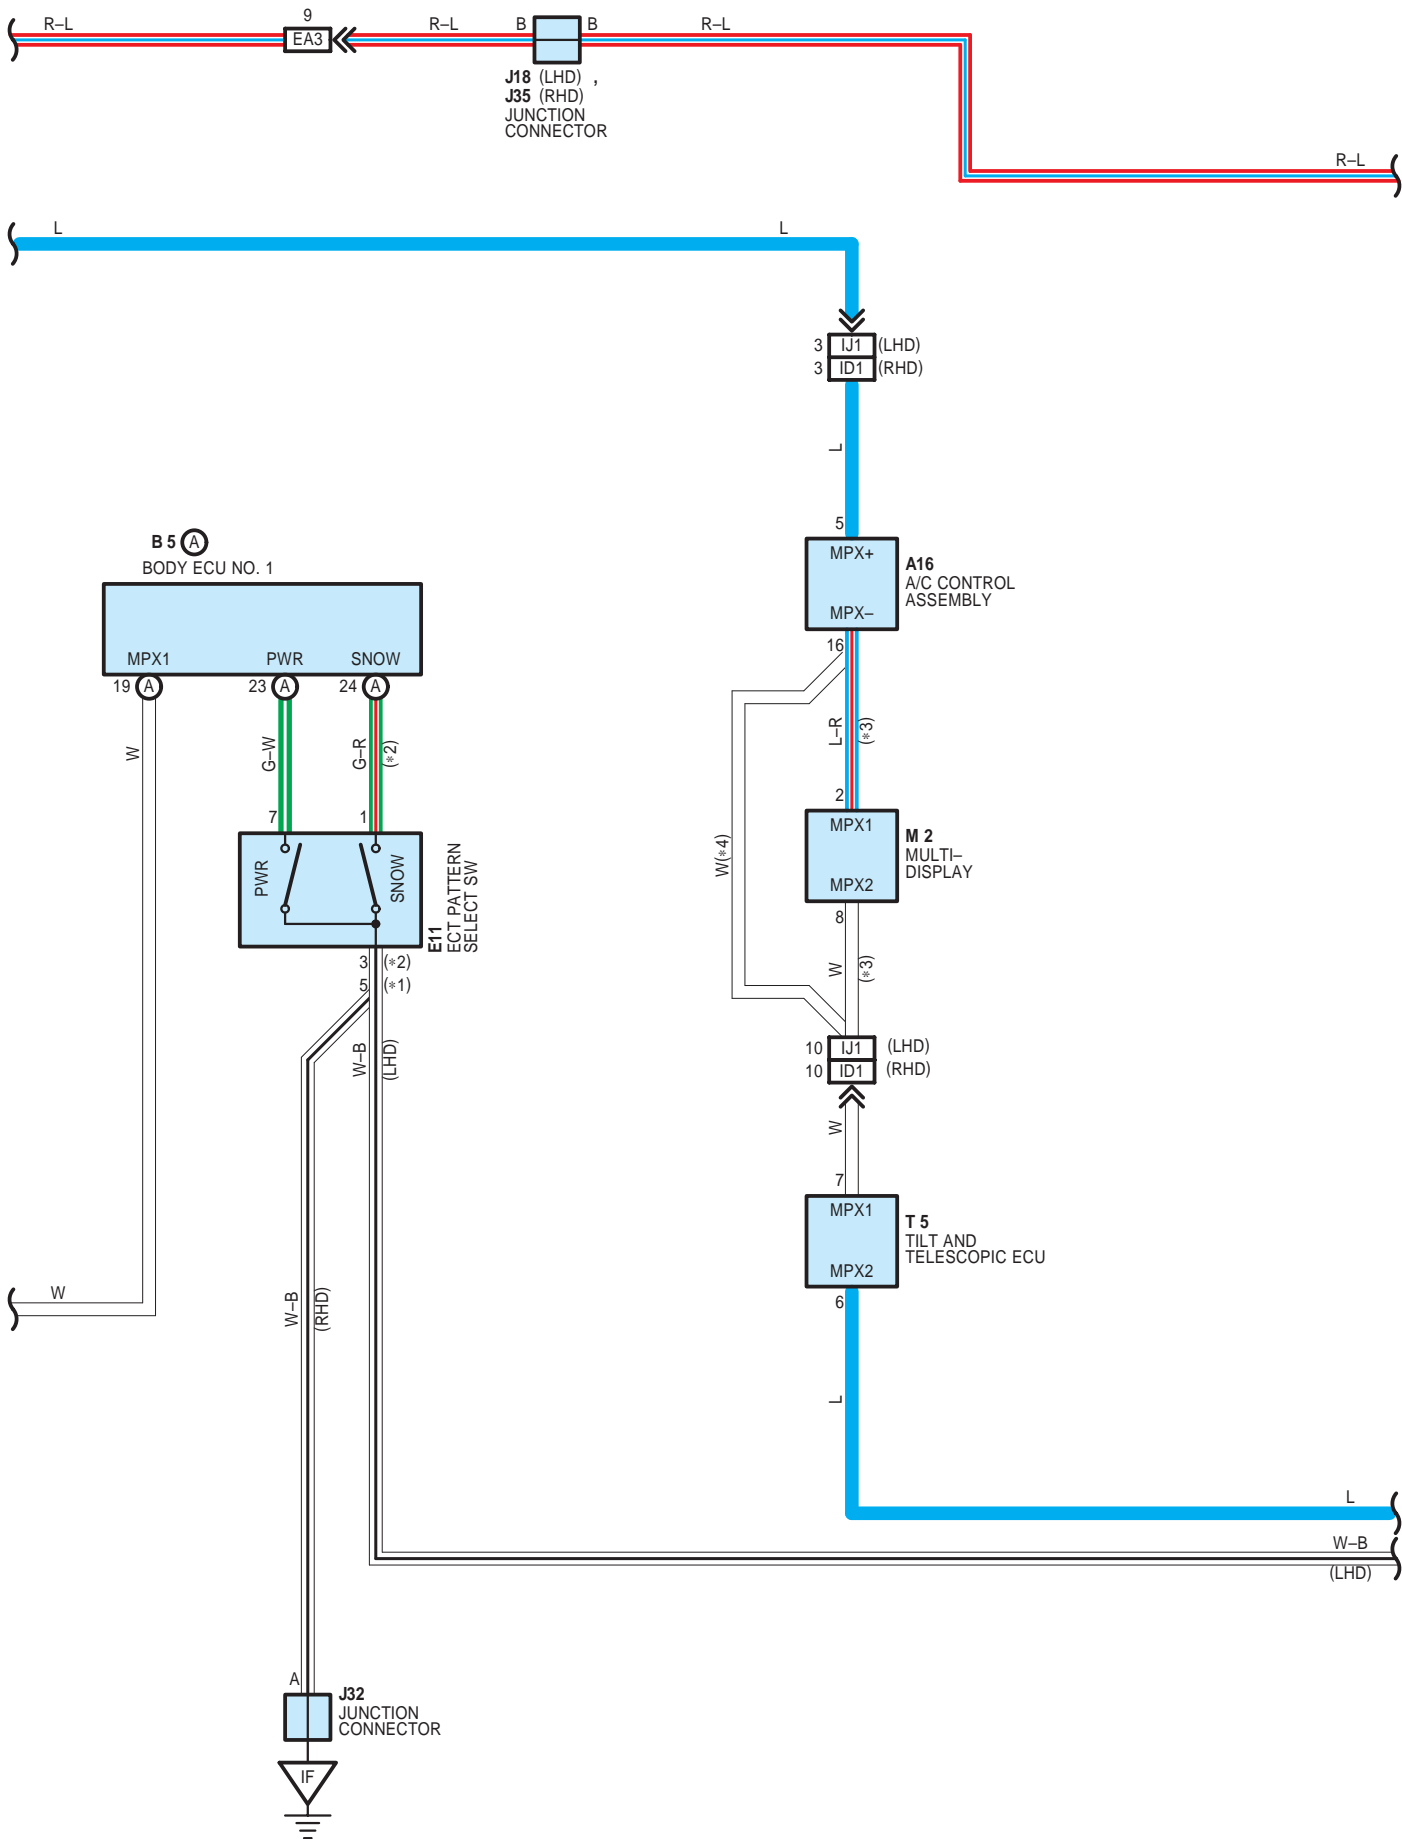 R–L
9
EA3
R–L
B
B
R–L
J18 (LHD) ,
J35 (RHD)
JUNCTION
CONNECTOR
R–L
L
L
3 IJ1 (LHD)
3 ID1 (RHD)
L
5
MPX+
MPX–
A16
A/C CONTROL
ASSEMBLY
16
B 5 A
BODY ECU NO. 1
MPX1
PWR
SNOW
19 A
23 A
24 A
W
G–W
G–R
(*2)
7
1
PWR
SNOW
E11
ECT PATTERN
SELECT SW
3 (*2)
5 (*1)
W–B
(LHD)
W–B
(RHD)
W
L–R
(*3)
W(*4)
2
MPX1
MPX2
M 2
MULTI–
DISPLAY
8
W
(*3)
10 IJ1 (LHD)
10 ID1 (RHD)
W
7
MPX1
MPX2
T 5
TILT AND
TELESCOPIC ECU
6
L
L
W–B
(LHD)
A
J32
JUNCTION
CONNECTOR
IF